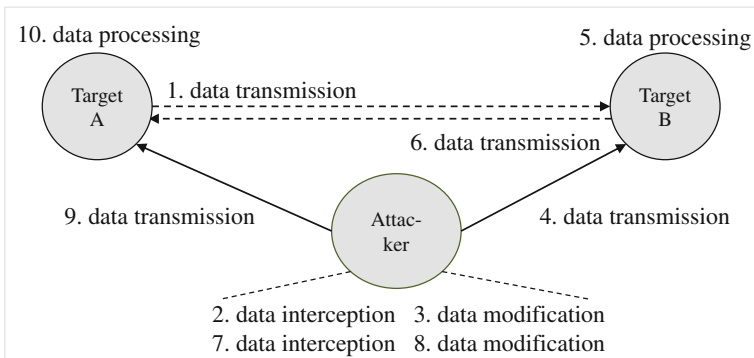 10. data processing
5. data processing
Target
A
1. data transmission
Target
B
6. data transmission
9. data transmission
Attac-
ker
4. data transmission
2. data interception
3. data modification
7. data interception
8. data modification